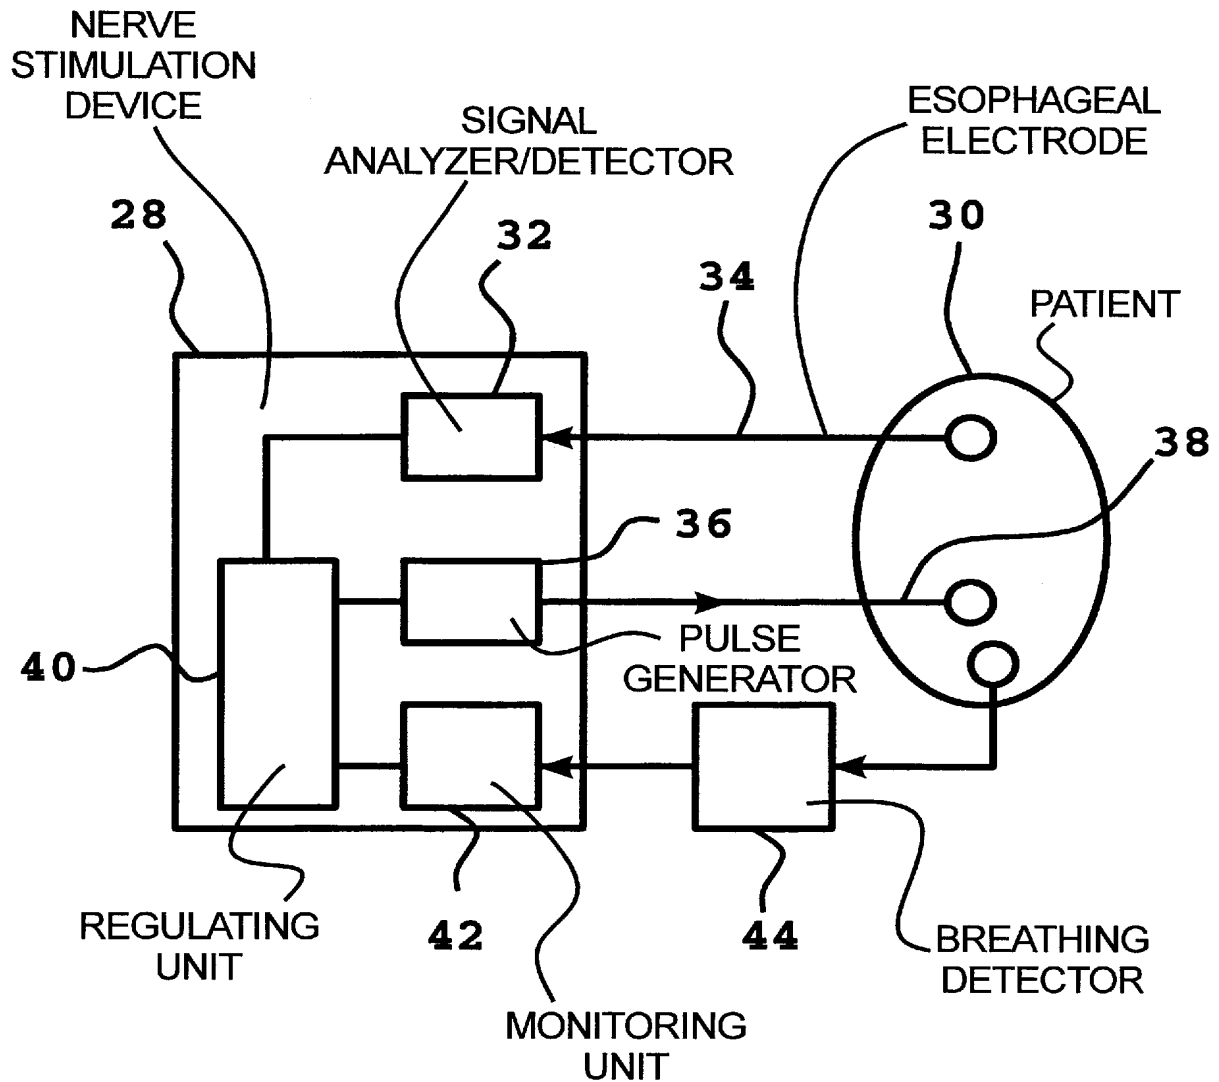 NERVE
STIMULATION
DEVICE
SIGNAL
ANALYZER/DETECTOR
ESOPHAGEAL
ELECTRODE
28
32
30
34
PATIENT
38
36
PULSE
GENERATOR
40
REGULATING
UNIT
42
44
BREATHING
DETECTOR
MONITORING
UNIT